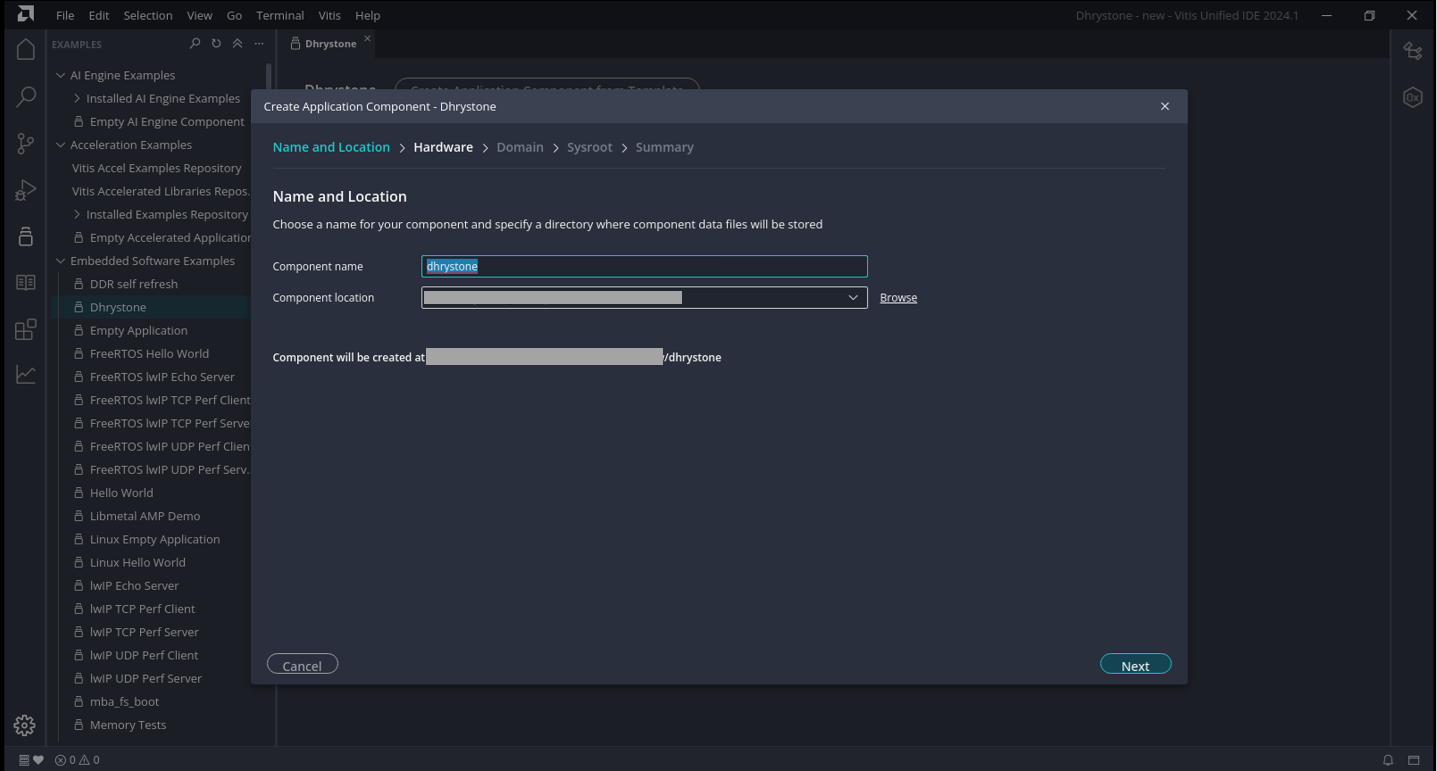 File Edit Selection View Go Terminal Vitis Help
Dhrystone - new - Vitis Unified IDE 2024.1
EXAMPLES
AI Engine Examples
Installed AI Engine Examples
Empty AI Engine Component
Acceleration Examples
Vitis Accel Examples Repository
Vitis Accelerated Libraries Repos...
Installed Examples Repository
Empty Accelerated Application
Embedded Software Examples
DDR self refresh
Dhrystone
Empty Application
FreeRTOS Hello World
FreeRTOS lwIP Echo Server
FreeRTOS lwIP TCP Perf Client
FreeRTOS lwIP TCP Perf Serve
FreeRTOS lwIP UDP Perf Clien
FreeRTOS lwIP UDP Perf Serv...
Hello World
Libmetal AMP Demo
Linux Empty Application
Linux Hello World
lwIP Echo Server
lwIP TCP Perf Client
lwIP TCP Perf Server
lwIP UDP Perf Client
lwIP UDP Perf Server
mba_fs_boot
Memory Tests
Dhrystone
Dhrystone Create Application Component from Template
Create Application Component - Dhrystone
Name and Location > Hardware > Domain > Sysroot > Summary
Name and Location
Choose a name for your component and specify a directory where component data files will be stored
Component name dhrystone
Component location Browse
Component will be created at /dhrystone
Cancel Next
0 0
0x